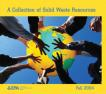 A Collection of Solid Waste Resources
EPA
Fall 2004